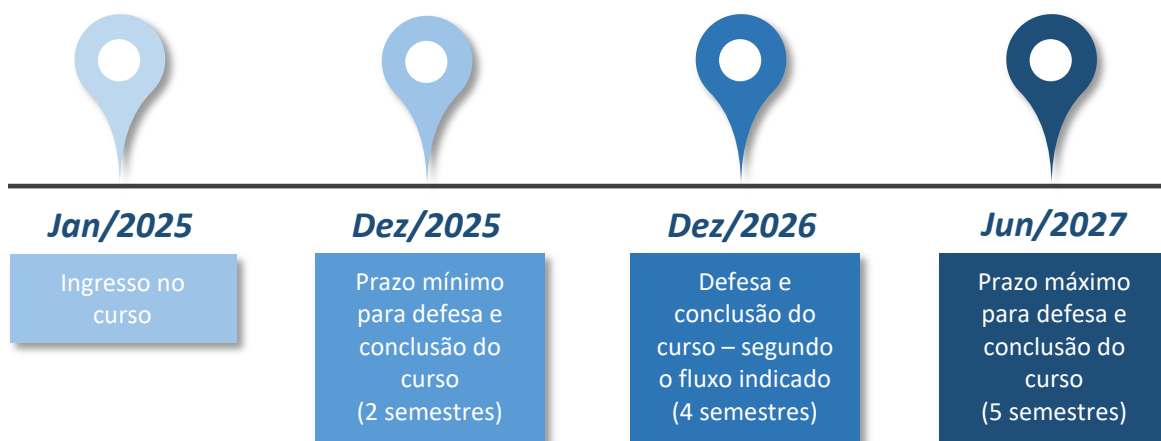 Jan/2025
Ingresso no
curso
Dez/2025
Prazo mínimo
para defesa e
conclusão do
curso
(2 semestres)
Dez/2026
Defesa e
conclusão do
curso – segundo
o fluxo indicado
(4 semestres)
Jun/2027
Prazo máximo
para defesa e
conclusão do
curso
(5 semestres)